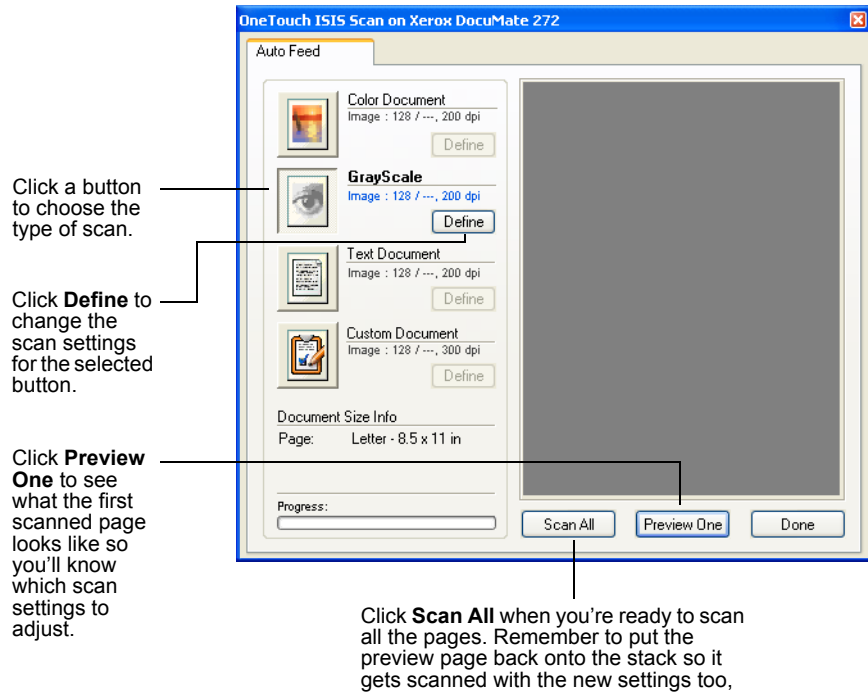 OneTouch ISIS Scan on Xerox DocuMate 272
Auto Feed
Color Document
Image : 128 / ---, 200 dpi
Define
GrayScale
Image : 128 / ---, 200 dpi
Define
Text Document
Image : 128 / ---, 200 dpi
Define
Custom Document
Image : 128 / ---, 300 dpi
Define
Document Size Info
Page: Letter - 8.5 x 11 in
Progress:
Scan All
Preview One
Done
Click a button
to choose the
type of scan.
Click Define to
change the
scan settings
for the selected
button.
Click Preview
One to see
what the first
scanned page
looks like so
you'll know
which scan
settings to
adjust.
Click Scan All when you're ready to scan
all the pages. Remember to put the
preview page back onto the stack so it
gets scanned with the new settings too,